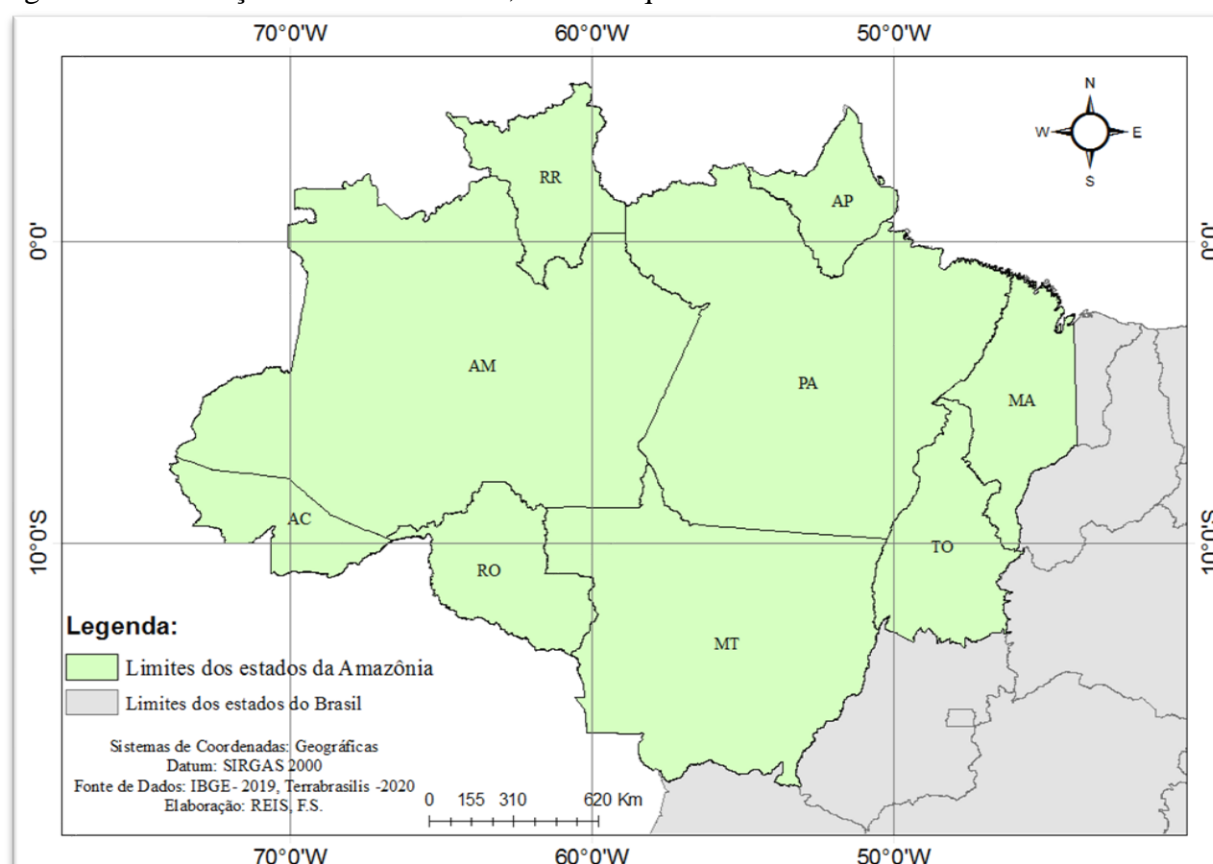 70°0'W 60°0'W 50°0'W
N
W E
S
RR
AP
0°0' 0°0'
AM
PA
MA
AC
10°0'S 10°0'S
TO
RO
MT
Legenda:
Limites dos estados da Amazônia
Limites dos estados do Brasil
Sistemas de Coordenadas: Geográficas
Datum: SIRGAS 2000
Fonte de Dados: IBGE- 2019, Terrabrasilis -2020
Elaboração: REIS, F.S.
0 155 310 620 Km
70°0'W 60°0'W 50°0'W